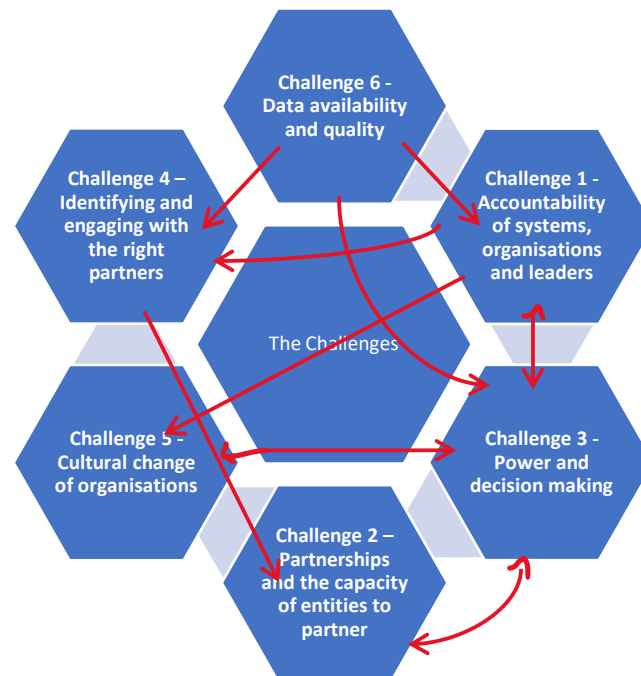 Challenge 6 -
Data availability
and quality
Challenge 4 –
Identifying and
engaging with
the right
partners
Challenge 1 -
Accountability
of systems,
organisations
and leaders
The Challenges
Challenge 5 -
Cultural change
of organisations
Challenge 3 -
Power and
decision making
Challenge 2 –
Partnerships
and the capacity
of entities to
partner